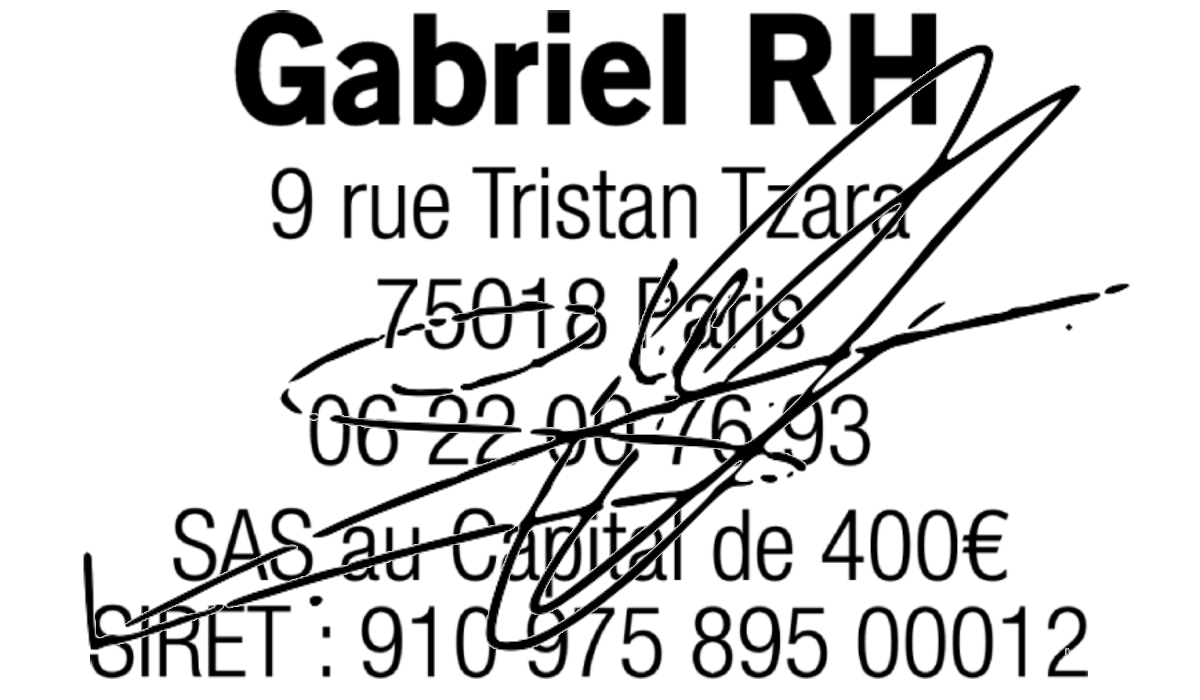 Gabriel RH
9 rue Tristan Tzara
75018 Paris
06 22 00 76 93
SAS au Capital de 400€
SIRET : 910 975 895 00012